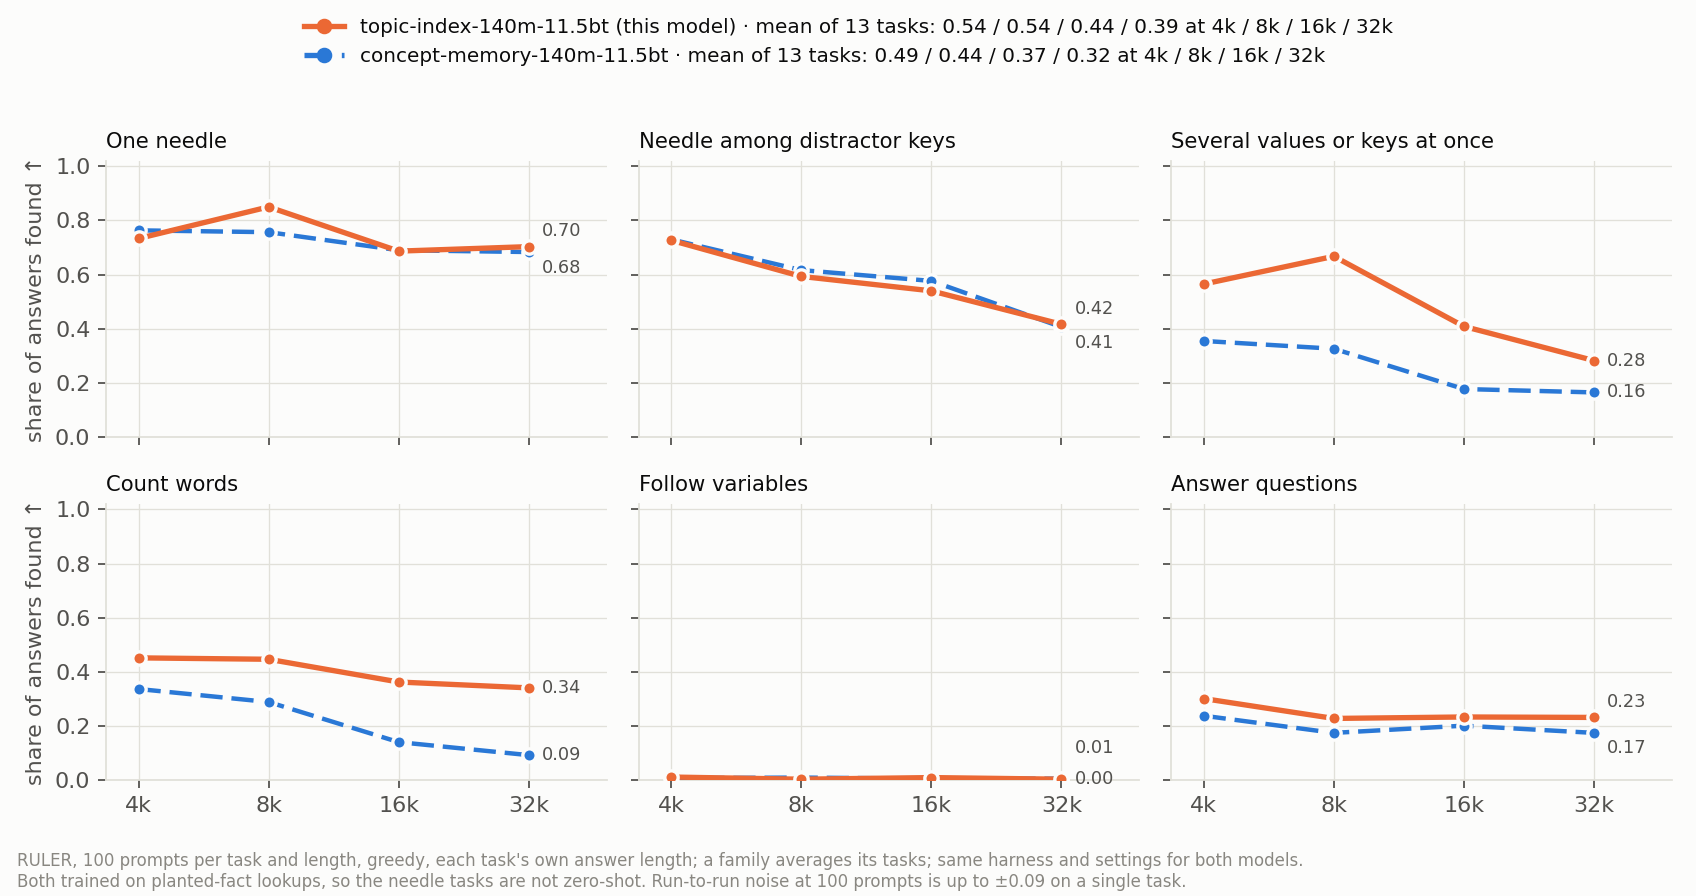 topic-index-140m-11.5bt (this model) · mean of 13 tasks: 0.54 / 0.54 / 0.44 / 0.39 at 4k / 8k / 16k / 32k
concept-memory-140m-11.5bt · mean of 13 tasks: 0.49 / 0.44 / 0.37 / 0.32 at 4k / 8k / 16k / 32k
One needle
share of answers found ↑
1.0
0.8
0.6
0.4
0.2
0.0
0.70
0.68
Needle among distractor keys
0.42
0.41
Several values or keys at once
0.28
0.16
Count words
share of answers found ↑
1.0
0.8
0.6
0.4
0.2
0.0
0.34
0.09
4k 8k 16k 32k
Follow variables
0.01
0.00
4k 8k 16k 32k
Answer questions
0.23
0.17
4k 8k 16k 32k
RULER, 100 prompts per task and length, greedy, each task's own answer length; a family averages its tasks; same harness and settings for both models.
Both trained on planted-fact lookups, so the needle tasks are not zero-shot. Run-to-run noise at 100 prompts is up to ±0.09 on a single task.